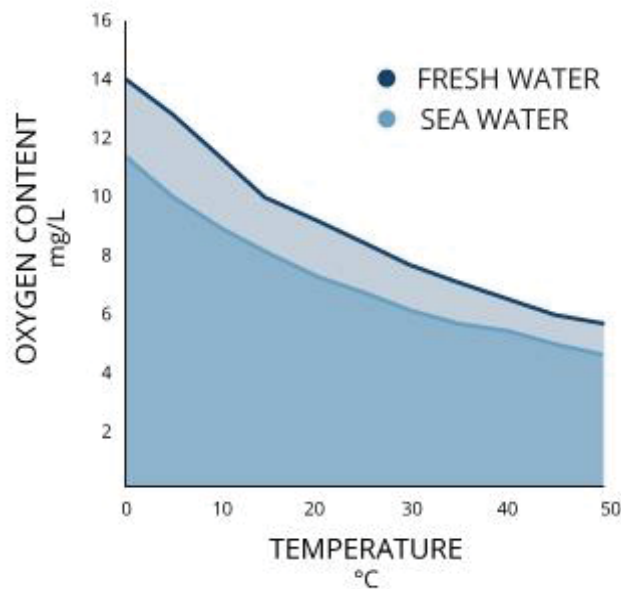 16
14
12
10
8
6
4
2
OXYGEN CONTENT
mg/L
FRESH WATER
SEA WATER
0 10 20 30 40 50
TEMPERATURE
°C